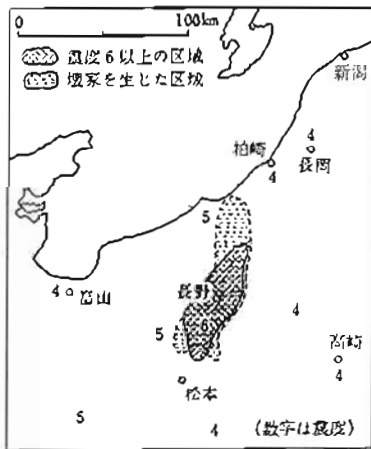 0 100km
震度6以上の区域
壊家を生じた区域
新潟
4
長岡
柏崎
4
5
長野
4
富山
6
4
5
高崎
4
松本
5
4
(数字は震度)